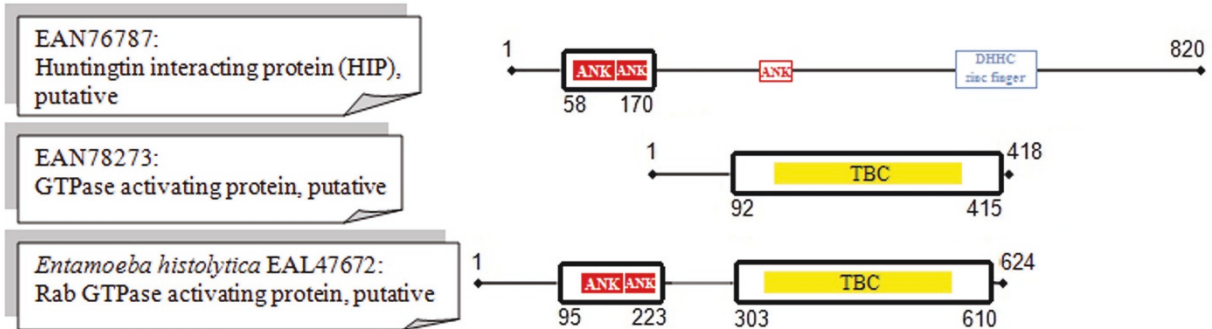 EAN76787:
Huntingtin interacting protein (HIP),
putative
1
820
ANK ANK
ANK
DHHC
zinc finger
58 170
EAN78273:
GTPase activating protein, putative
1
418
TBC
92 415
Entamoeba histolytica EAL47672:
Rab GTPase activating protein, putative
1
624
ANK ANK
TBC
95 223 303 610